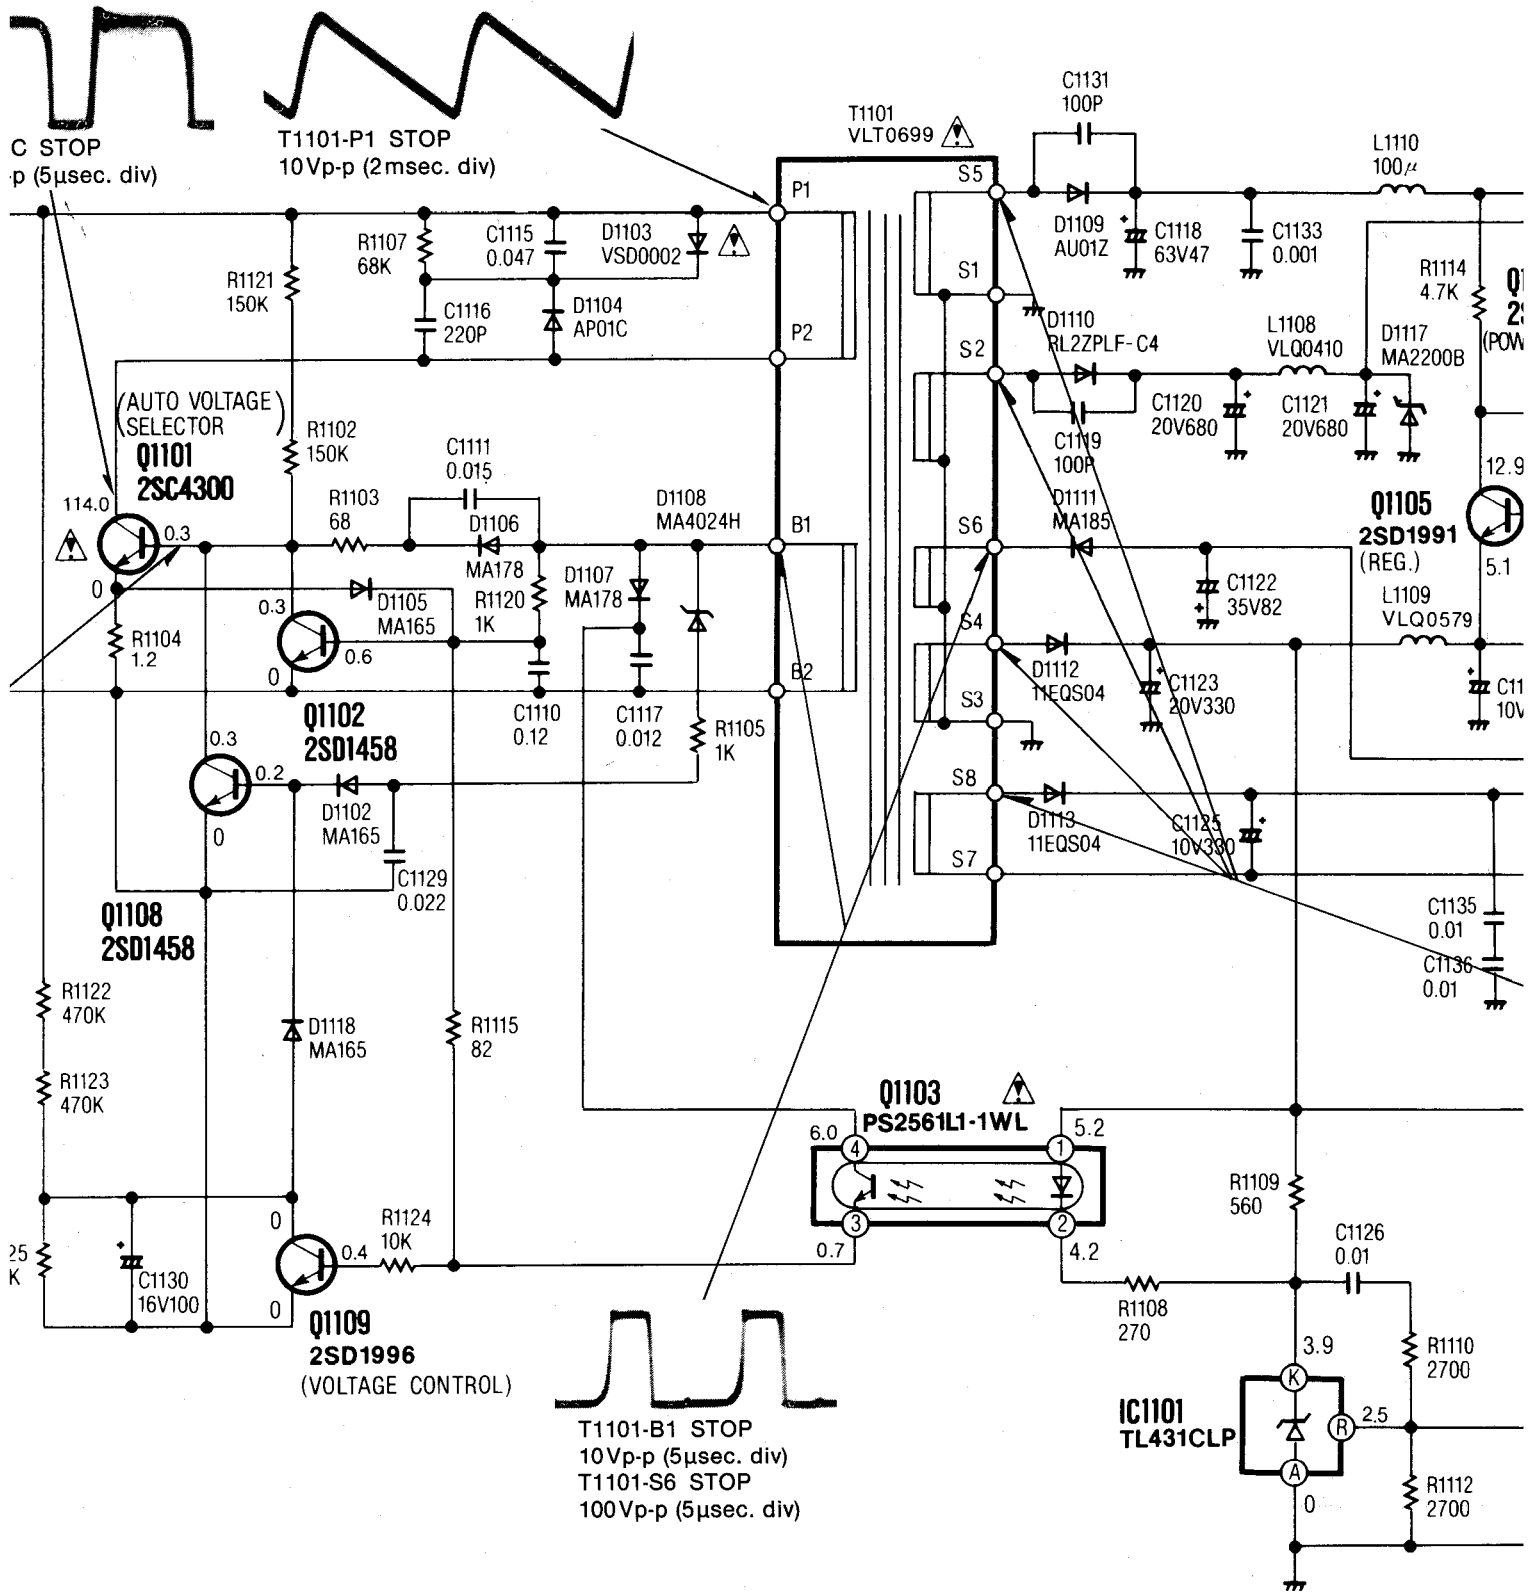 C STOP
p-p (5µsec. div)
T1101-P1 STOP
10Vp-p (2msec. div)
T1101
VLT0699
C1131
100P
L1110
100µ
P1
S5
D1109
AU01Z
C1118
63V47
C1133
0.001
R1107
68K
C1115
0.047
D1103
VSD0002
R1121
150K
C1116
220P
D1104
AP01C
P2
S1
R1114
4.7K
D1110
RL2ZPLF-C4
L1108
VLQ0410
D1117
MA2200B
(POW
S2
C1120
20V680
C1121
20V680
C1119
100P
(AUTO VOLTAGE
SELECTOR)
Q1101
2SC4300
R1102
150K
C1111
0.015
114.0
0.3
R1103
68
D1106
MA178
D1108
MA4024H
B1
S6
D1111
MA185
12.9
Q1105
2SD1991
(REG.)
5.1
0
D1105
MA165
R1120
1K
D1107
MA178
C1122
35V82
L1109
VLQ0579
R1104
1.2
0.3
0.6
0
S4
B2
D1112
11EQS04
C1123
20V330
C11
10V
S3
Q1102
2SD1458
C1110
0.12
C1117
0.012
R1105
1K
0.3
0.2
0
D1102
MA165
C1129
0.022
S8
D1113
11EQS04
C1125
10V330
S7
Q1108
2SD1458
C1135
0.01
C1136
0.01
R1122
470K
D1118
MA165
R1115
82
R1123
470K
Q1103
PS2561L1-1WL
6.0
4
1
5.2
3
2
0.7
4.2
R1109
560
25
K
C1130
16V100
0
0.4
0
R1124
10K
C1126
0.01
R1108
270
Q1109
2SD1996
(VOLTAGE CONTROL)
T1101-B1 STOP
10Vp-p (5µsec. div)
T1101-S6 STOP
100Vp-p (5µsec. div)
3.9
K
R1110
2700
IC1101
TL431CLP
R
2.5
A
0
R1112
2700